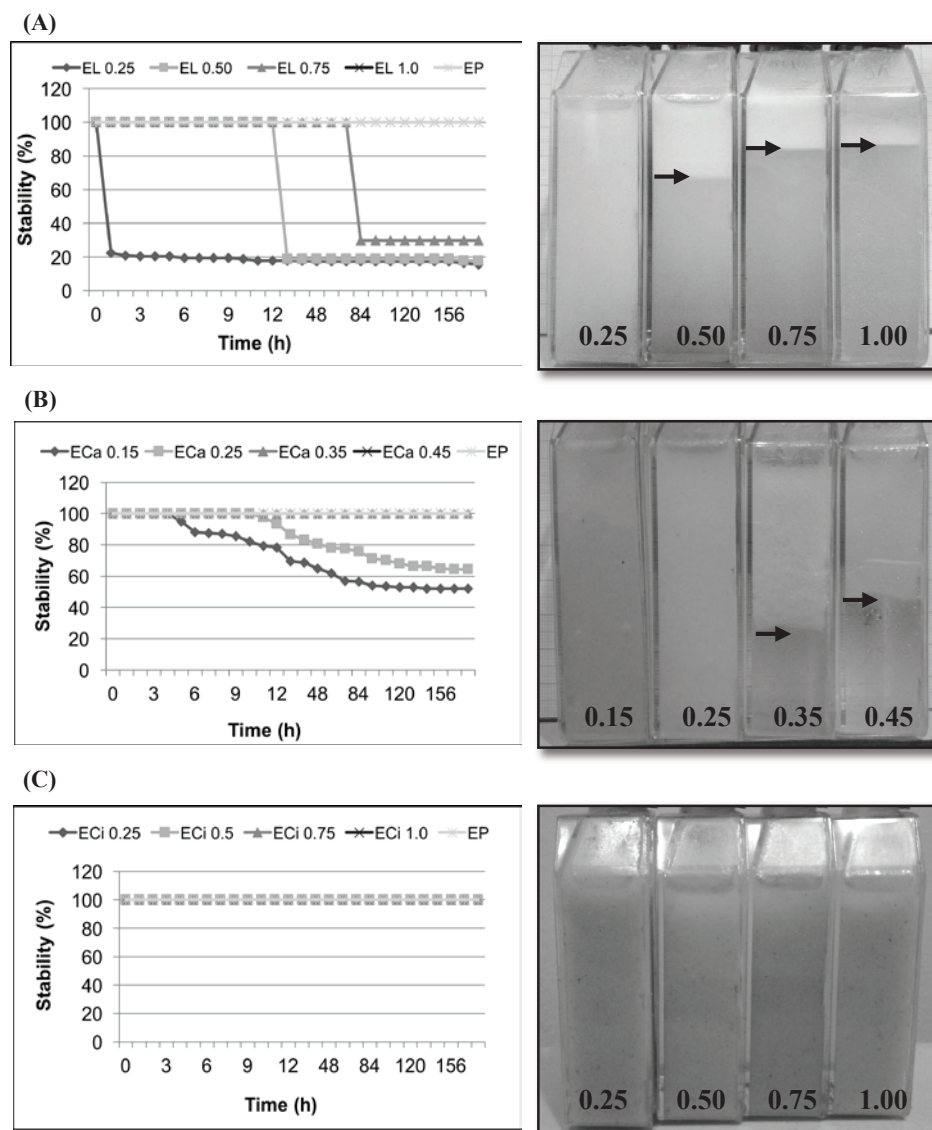 (A)
EL 0.25 EL 0.50 EL 0.75 EL 1.0 EP
120
100
80
60
40
20
0
Stability (%)
0 3 6 9 12 48 84 120 156
Time (h)
0.25 0.50 0.75 1.00
(B)
ECa 0.15 ECa 0.25 ECa 0.35 ECa 0.45 EP
120
100
80
60
40
20
0
Stability (%)
0 3 6 9 12 48 84 120 156
Time (h)
0.15 0.25 0.35 0.45
(C)
ECi 0.25 ECi 0.5 ECi 0.75 ECi 1.0 EP
120
100
80
60
40
20
0
Stability (%)
0 3 6 9 12 48 84 120 156
Time (h)
0.25 0.50 0.75 1.00